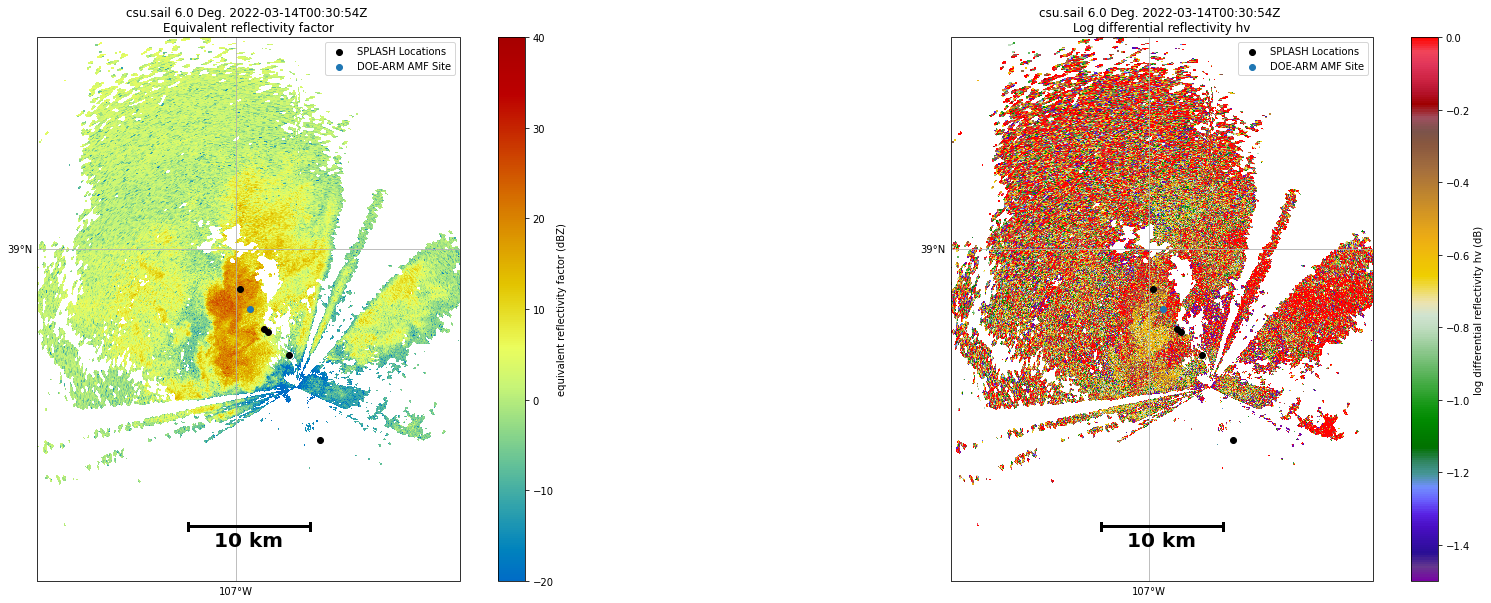 csu.sail 6.0 Deg. 2022-03-14T00:30:54Z
Equivalent reflectivity factor
SPLASH Locations
DOE-ARM AMF Site
39°N
107°W
10 km
40
30
20
10
0
−10
−20
equivalent reflectivity factor (dBZ)
csu.sail 6.0 Deg. 2022-03-14T00:30:54Z
Log differential reflectivity hv
SPLASH Locations
DOE-ARM AMF Site
39°N
107°W
10 km
0.0
−0.2
−0.4
−0.6
−0.8
−1.0
−1.2
−1.4
log differential reflectivity hv (dB)